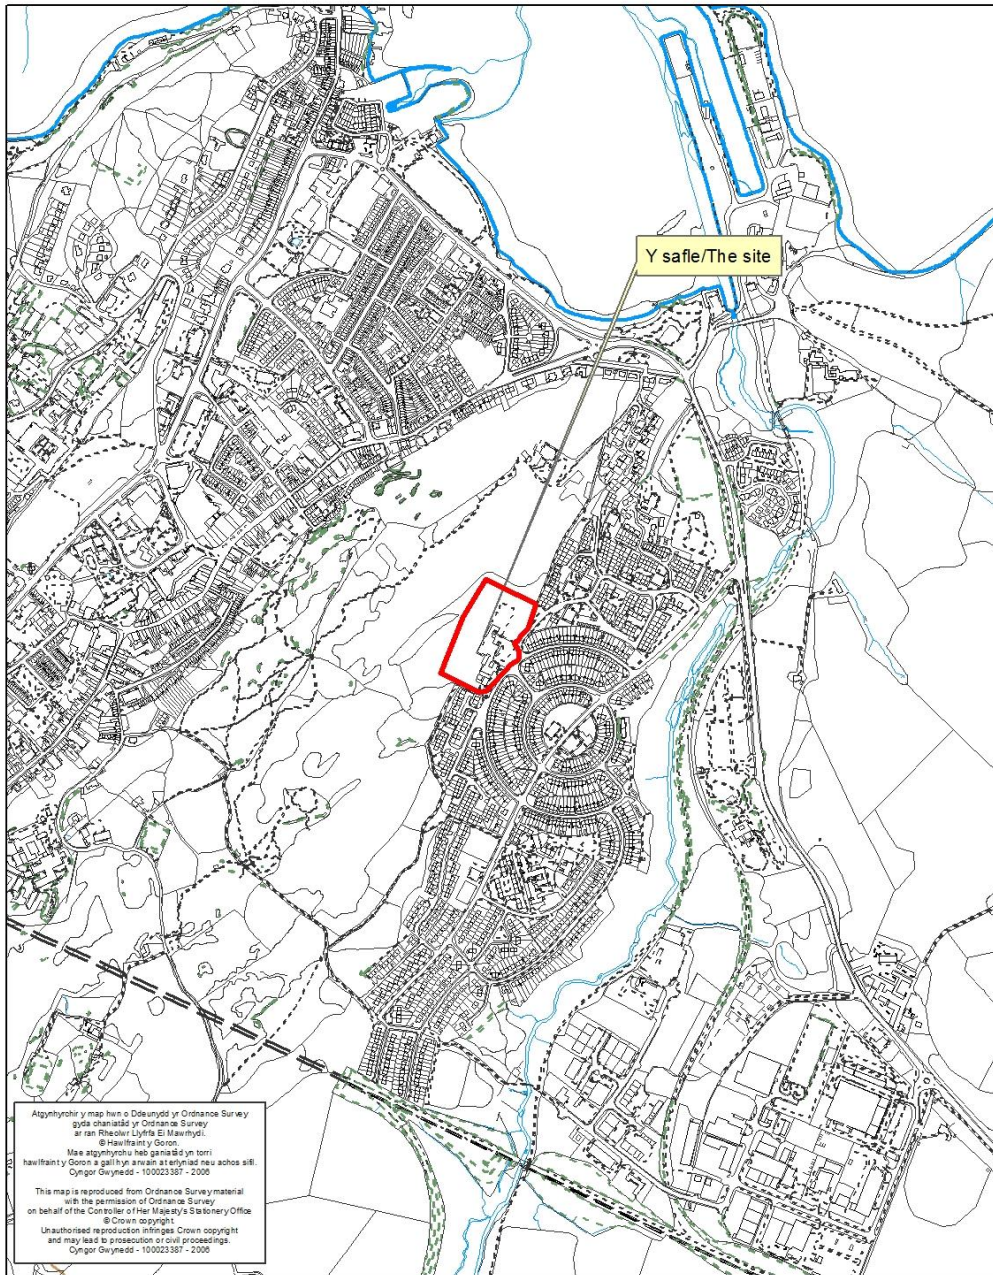 Y safle/The site
Atgynhyrchir y map hwn o Ddeunydd yr Ordnance Survey
gyda chaniatâd yr Ordnance Survey
ar ran Rheolwr Llyfrfa Ei Mawrhydi.
© Hawlfraint y Goron.
Mae atgynhyrchu heb ganiatâd yn torri
hawlfraint y Goron a gall hyn arwain at erlyniad neu achos sifil.
Cyngor Gwynedd - 100023387 - 2006
This map is reproduced from Ordnance Survey material
with the permission of Ordnance Survey
on behalf of the Controller of Her Majesty's Stationery Office
© Crown copyright.
Unauthorised reproduction infringes Crown copyright
and may lead to prosecution or civil proceedings.
Cyngor Gwynedd - 100023387 - 2006